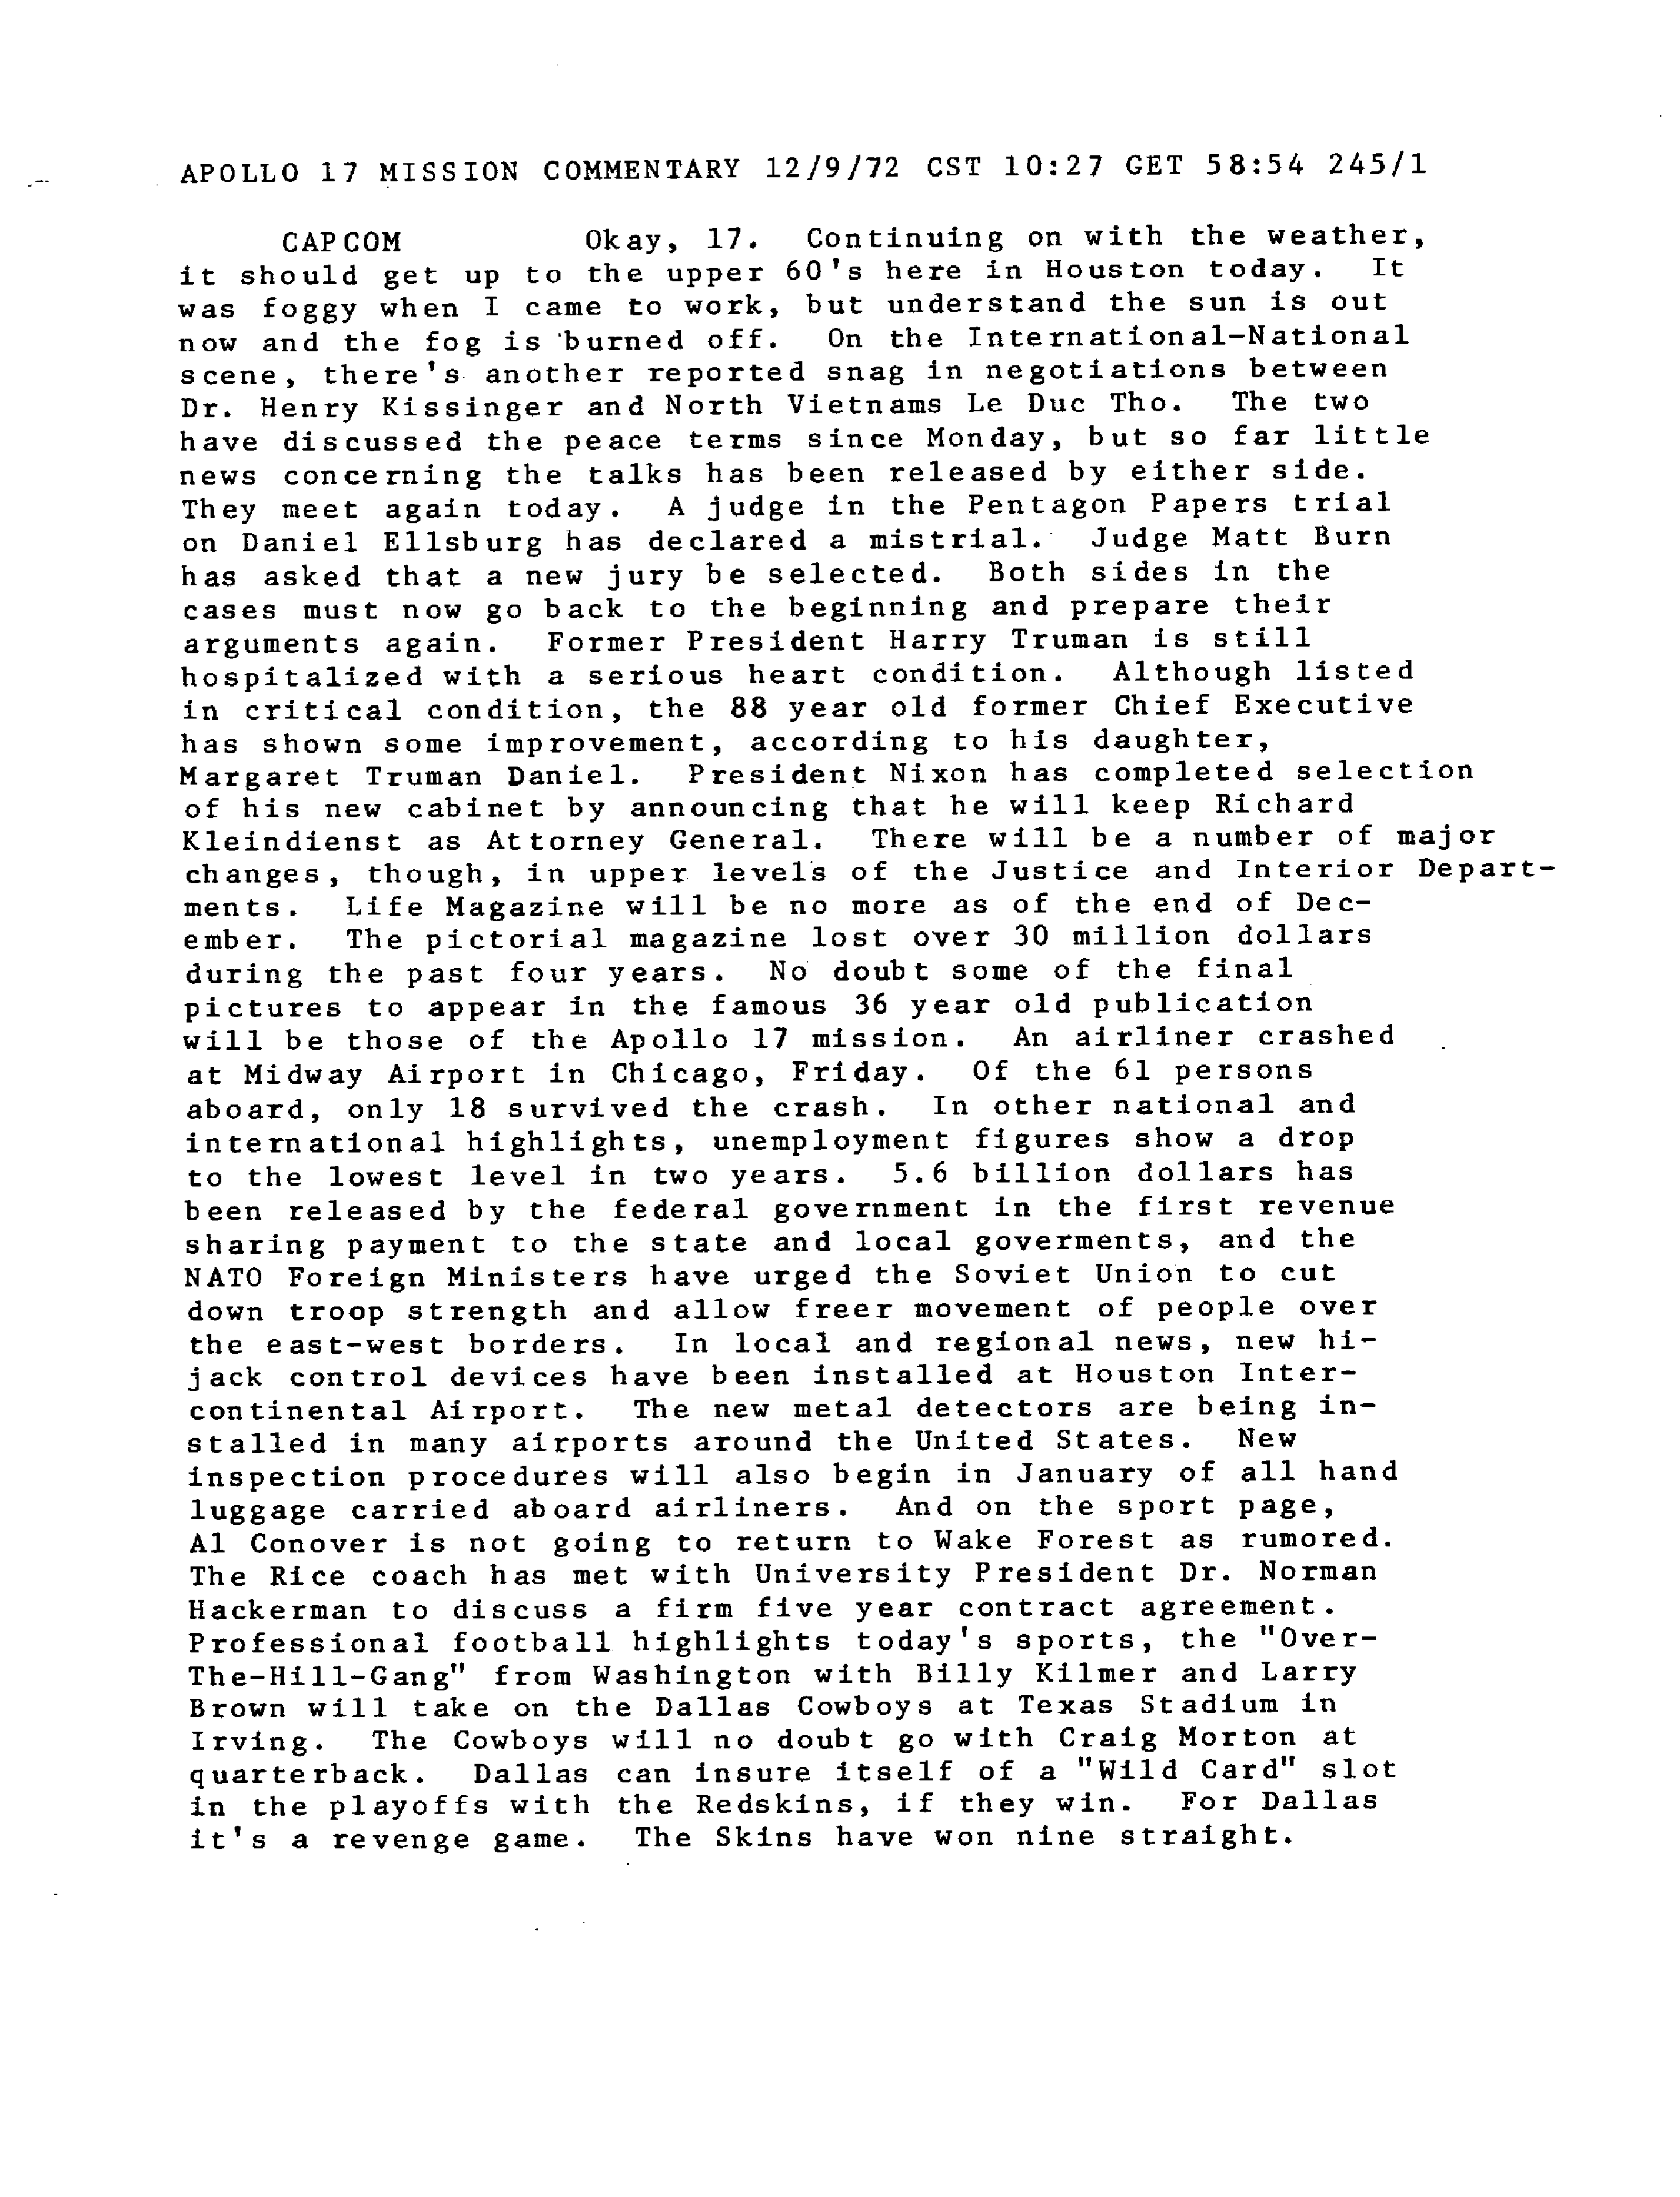 APOLLO 17 MISSION COMMENTARY 12/9/72 CST 10:27 GET 58:54 245/1
CAPCOM Okay, 17. Continuing on with the weather,
it should get up to the upper 60's here in Houston today. It
was foggy when I came to work, but understand the sun is out
now and the fog is burned off. On the International-National
scene, there's another reported snag in negotiations between
Dr. Henry Kissinger and North Vietnams Le Duc Tho. The two
have discussed the peace terms since Monday, but so far little
news concerning the talks has been released by either side.
They meet again today. A judge in the Pentagon Papers trial
on Daniel Ellsburg has declared a mistrial. Judge Matt Burn
has asked that a new jury be selected. Both sides in the
cases must now go back to the beginning and prepare their
arguments again. Former President Harry Truman is still
hospitalized with a serious heart condition. Although listed
in critical condition, the 88 year old former Chief Executive
has shown some improvement, according to his daughter,
Margaret Truman Daniel. President Nixon has completed selection
of his new cabinet by announcing that he will keep Richard
Kleindienst as Attorney General. There will be a number of major
changes, though, in upper levels of the Justice and Interior Depart-
ments. Life Magazine will be no more as of the end of Dec-
ember. The pictorial magazine lost over 30 million dollars
during the past four years. No doubt some of the final
pictures to appear in the famous 36 year old publication
will be those of the Apollo 17 mission. An airliner crashed
at Midway Airport in Chicago, Friday. Of the 61 persons
aboard, only 18 survived the crash. In other national and
international highlights, unemployment figures show a drop
to the lowest level in two years. 5.6 billion dollars has
been released by the federal government in the first revenue
sharing payment to the state and local goverments, and the
NATO Foreign Ministers have urged the Soviet Union to cut
down troop strength and allow freer movement of people over
the east-west borders. In local and regional news, new hi-
jack control devices have been installed at Houston Inter-
continental Airport. The new metal detectors are being in-
stalled in many airports around the United States. New
inspection procedures will also begin in January of all hand
luggage carried aboard airliners. And on the sport page,
Al Conover is not going to return to Wake Forest as rumored.
The Rice coach has met with University President Dr. Norman
Hackerman to discuss a firm five year contract agreement.
Professional football highlights today's sports, the "Over-
The-Hill-Gang" from Washington with Billy Kilmer and Larry
Brown will take on the Dallas Cowboys at Texas Stadium in
Irving. The Cowboys will no doubt go with Craig Morton at
quarterback. Dallas can insure itself of a "Wild Card" slot
in the playoffs with the Redskins, if they win. For Dallas
it's a revenge game. The Skins have won nine straight.